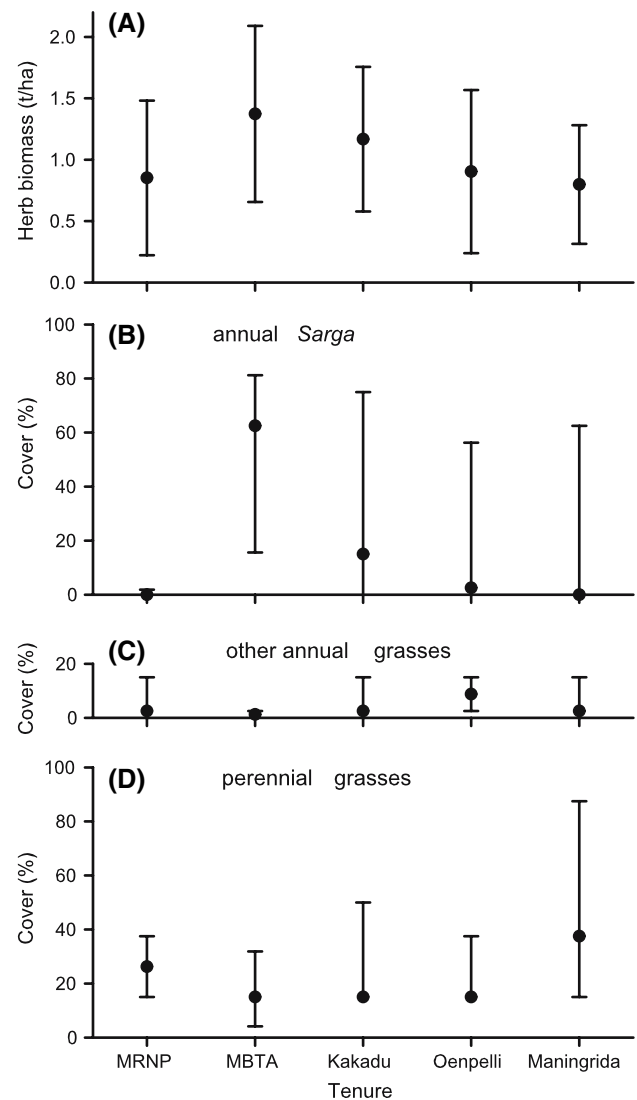 (A)
Herb biomass (t/ha)
2.0
1.5
1.0
0.5
0.0
(B)
annual Sarga
Cover (%)
100
80
60
40
20
0
(C)
other annual grasses
Cover (%)
20
0
(D)
perennial grasses
Cover (%)
100
80
60
40
20
0
MRNP MBTA Kakadu Oenpelli Maningrida
Tenure